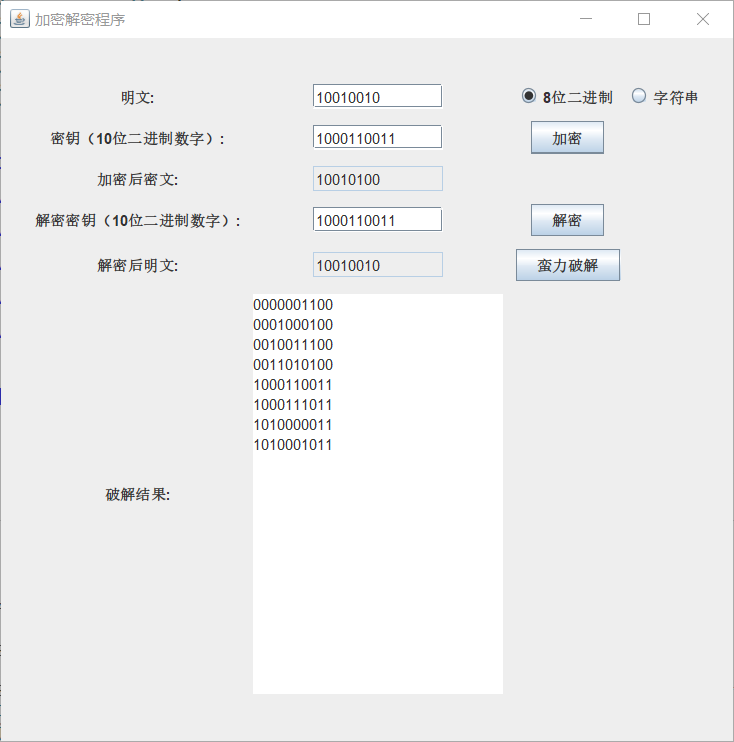 加密解密程序
明文: 10010010 8位二进制 字符串
密钥（10位二进制数字）: 1000110011 加密
加密后密文: 10010100
解密密钥（10位二进制数字）: 1000110011 解密
解密后明文: 10010010 蛮力破解
0000001100
0001000100
0010011100
0011010100
1000110011
1000111011
1010000011
1010001011
破解结果: